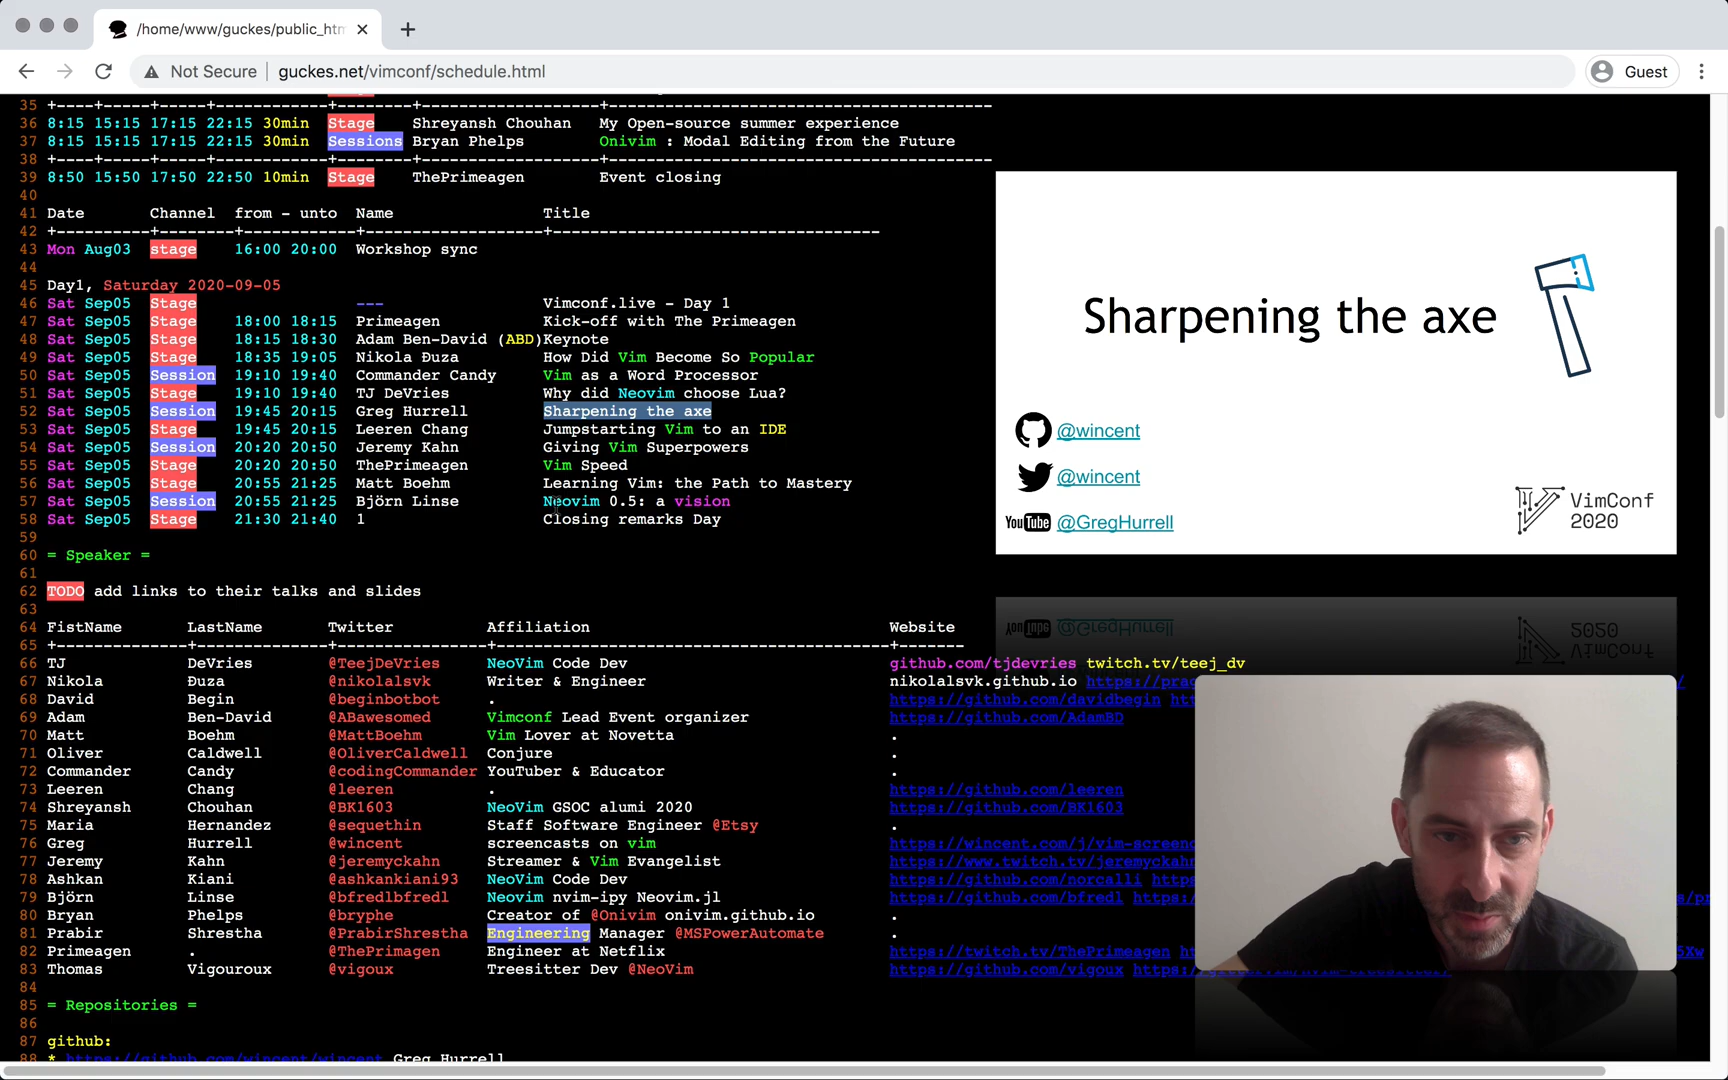 /home/www/guckes/public_htm
Not Secure guckes.net/vimconf/schedule.html Guest
35 +----+-----+-----+------------+--------+-------------------+-----------------------------------------
36 8:15 15:15 17:15 22:15 30min Stage Shreyansh Chouhan My Open-source summer experience
37 8:15 15:15 17:15 22:15 30min Sessions Bryan Phelps Onivim : Modal Editing from the Future
38 +----+-----+-----+------------+--------+-------------------+-----------------------------------------
39 8:50 15:50 17:50 22:50 10min Stage ThePrimeagen Event closing
40
41 Date Channel from - unto Name Title
42 +----------+--------+------------+-------------------+-----------------------------------
43 Mon Aug03 stage 16:00 20:00 Workshop sync
44
45 Day1, Saturday 2020-09-05
46 Sat Sep05 Stage --- Vimconf.live - Day 1
47 Sat Sep05 Stage 18:00 18:15 Primeagen Kick-off with The Primeagen
48 Sat Sep05 Stage 18:15 18:30 Adam Ben-David (ABD)Keynote
49 Sat Sep05 Stage 18:35 19:05 Nikola Đuza How Did Vim Become So Popular
50 Sat Sep05 Session 19:10 19:40 Commander Candy Vim as a Word Processor
51 Sat Sep05 Stage 19:10 19:40 TJ DeVries Why did Neovim choose Lua?
52 Sat Sep05 Session 19:45 20:15 Greg Hurrell Sharpening the axe
53 Sat Sep05 Stage 19:45 20:15 Leeren Chang Jumpstarting Vim to an IDE
54 Sat Sep05 Session 20:20 20:50 Jeremy Kahn Giving Vim Superpowers
55 Sat Sep05 Stage 20:20 20:50 ThePrimeagen Vim Speed
56 Sat Sep05 Stage 20:55 21:25 Matt Boehm Learning Vim: the Path to Mastery
57 Sat Sep05 Session 20:55 21:25 Björn Linse Neovim 0.5: a vision
58 Sat Sep05 Stage 21:30 21:40 1 Closing remarks Day
59
60 = Speaker =
61
62 TODO add links to their talks and slides
63
64 FistName LastName Twitter Affiliation Website
65 +--------------+--------------+----------------+------------------------------------------+--------
66 TJ DeVries @TeejDeVries NeoVim Code Dev github.com/tjdevries twitch.tv/teej_dv
67 Nikola Đuza @nikolalsvk Writer & Engineer nikolalsvk.github.io https://pra
68 David Begin @beginbotbot . https://github.com/davidbegin
69 Adam Ben-David @ABawesomed Vimconf Lead Event organizer https://github.com/AdamBD
70 Matt Boehm @MattBoehm Vim Lover at Novetta .
71 Oliver Caldwell @OliverCaldwell Conjure .
72 Commander Candy @codingCommander YouTuber & Educator .
73 Leeren Chang @leeren . https://github.com/leeren
74 Shreyansh Chouhan @BK1603 NeoVim GSOC alumi 2020 https://github.com/BK1603
75 Maria Hernandez @sequethin Staff Software Engineer @Etsy .
76 Greg Hurrell @wincent screencasts on vim https://wincent.com/j/vim-screenc
77 Jeremy Kahn @jeremyckahn Streamer & Vim Evangelist https://www.twitch.tv/jeremyckahn
78 Ashkan Kiani @ashkankiani93 NeoVim Code Dev https://github.com/norcalli https
79 Björn Linse @bfredlbfredl Neovim nvim-ipy Neovim.jl https://github.com/bfredl https:/
80 Bryan Phelps @bryphe Creator of @Onivim onivim.github.io .
81 Prabir Shrestha @PrabirShrestha Engineering Manager @MSPowerAutomate .
82 Primeagen . @ThePrimagen Engineer at Netflix https://twitch.tv/ThePrimeagen
83 Thomas Vigouroux @vigoux Treesitter Dev @NeoVim https://github.com/vigoux
84
85 = Repositories =
86
87 github:
88 * https://github.com/wincent/wincent Greg Hurrell
Sharpening the axe
@wincent
@wincent
YouTube @GregHurrell
VimConf
2020